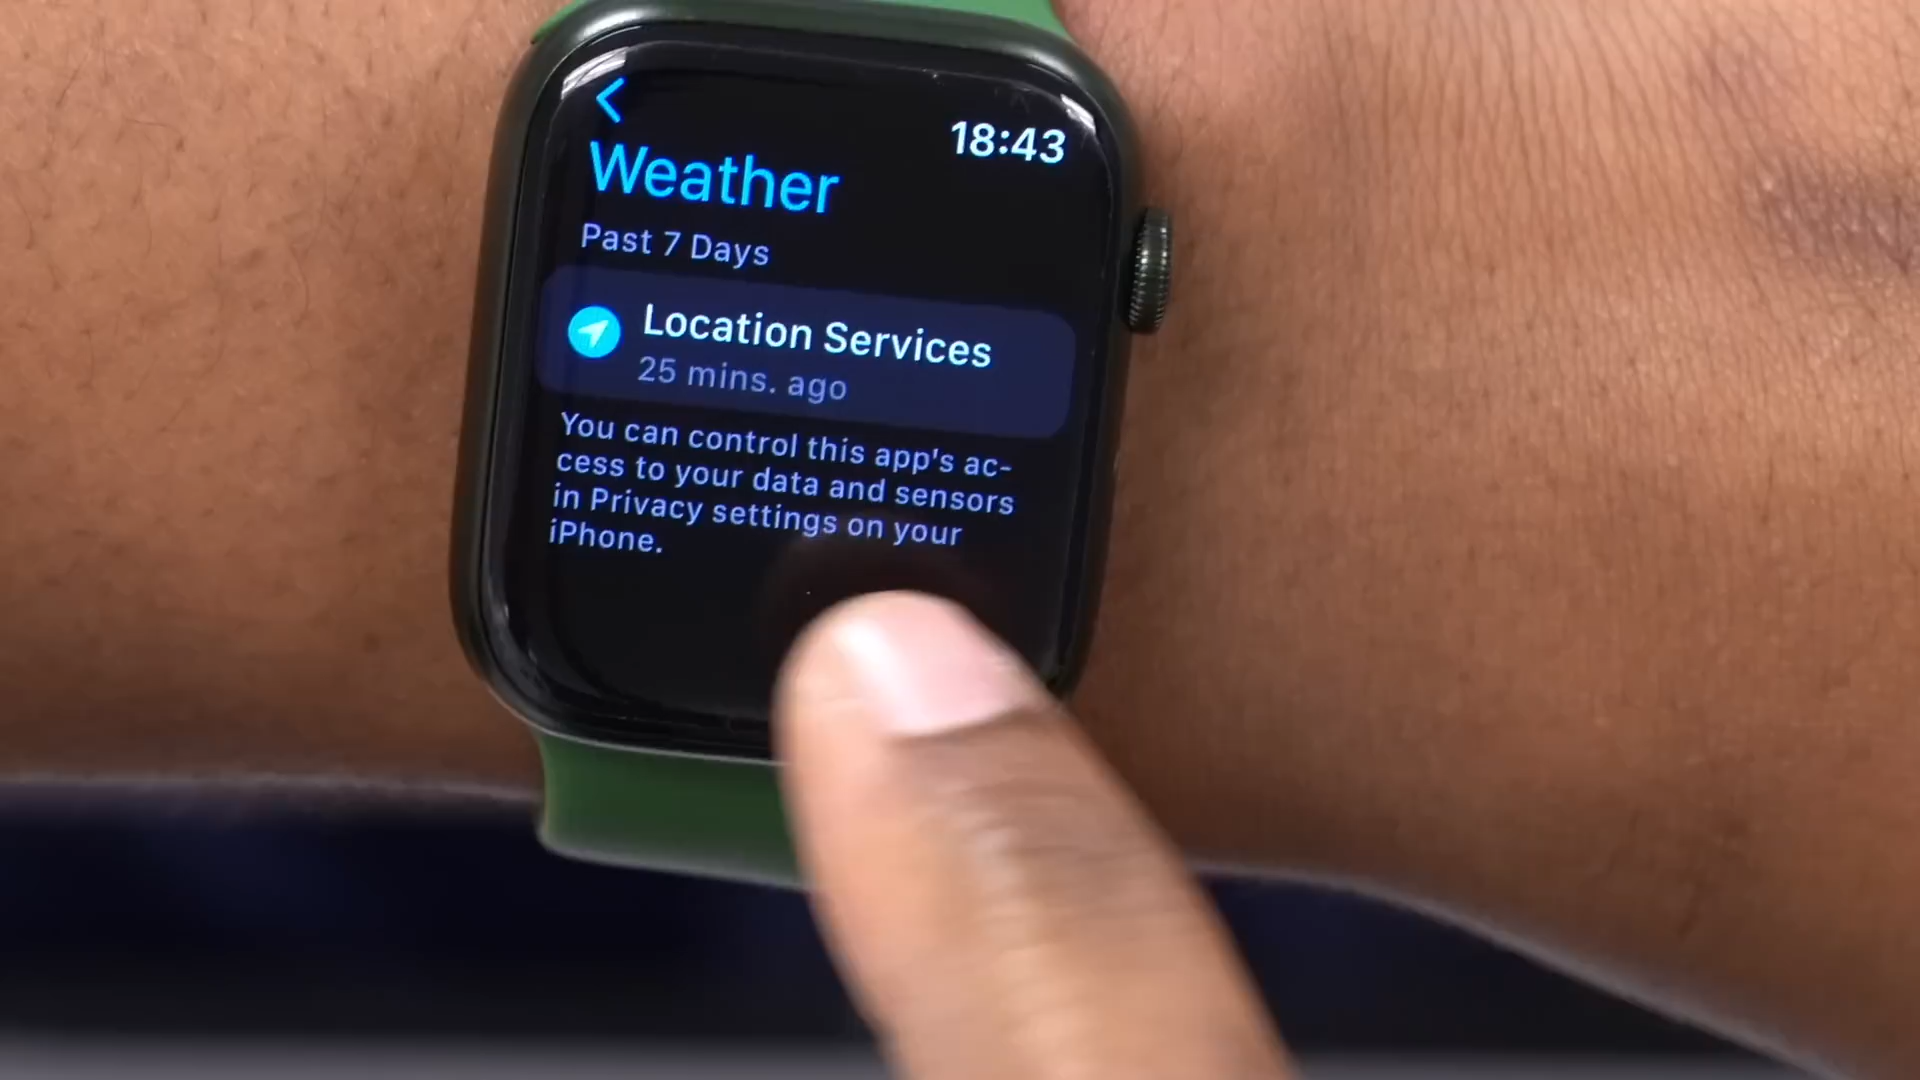 18:43
Weather
Past 7 Days
Location Services
25 mins. ago
You can control this app's ac-
cess to your data and sensors
in Privacy settings on your
iPhone.